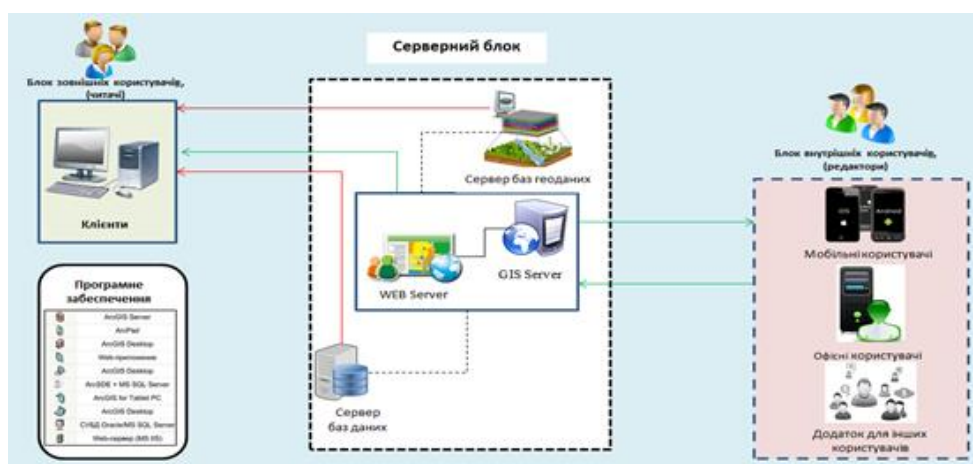 Серверний блок
Блок зовнішніх користувачів,
(читачі)
Клієнти
Програмне
забеспечення
ArcGIS Server
ArcPad
ArcGIS Desktop
Web-приложение
ArcGIS Desktop
ArcSDE + MS SQL Server
ArcGIS for Tablet PC
ArcGIS Desktop
СУБД Oracle/MS SQL Server
Web-сервер (MS IIS)
Сервер баз геоданих
GIS Server
WEB Server
Сервер
баз даних
Блок внутрішніх користувачів,
(редактори)
iOS
Android
Мобільні користувачі
Офісні користувачі
Додаток для інших
користувачів